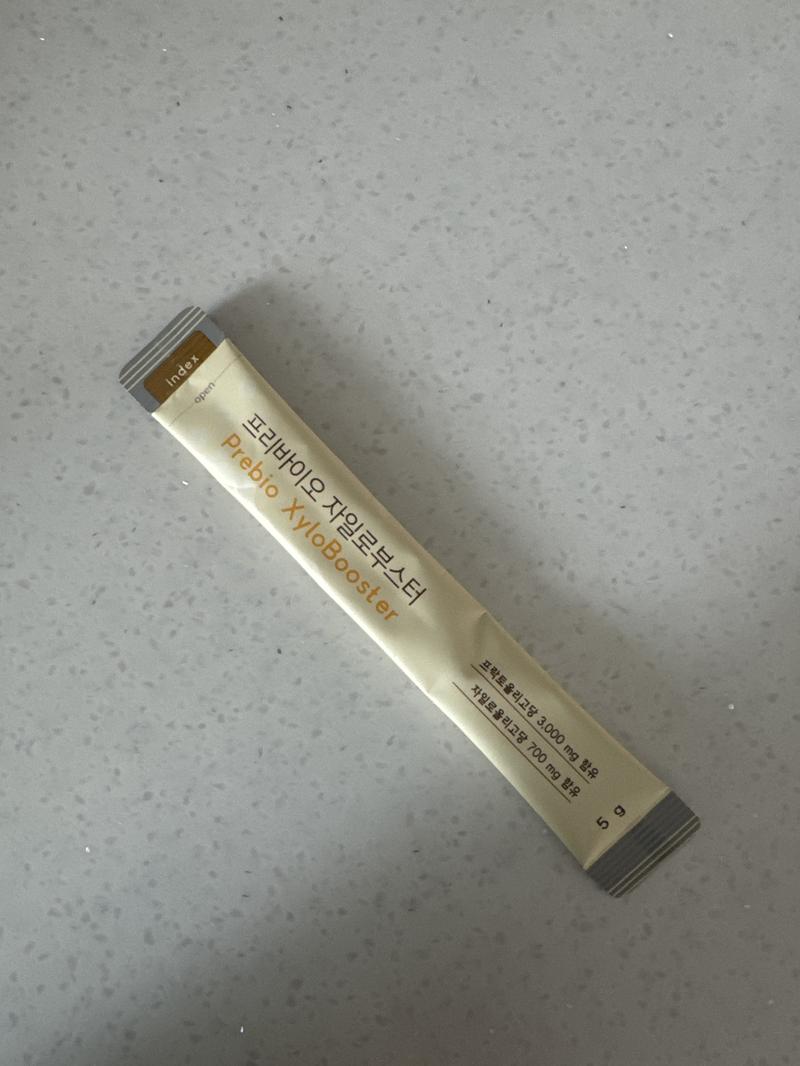 index
open
프리바이오 자일로부스터
Prebio XyloBooster
프락토올리고당 3,000 mg 함유
자일로올리고당 700 mg 함유
5 g